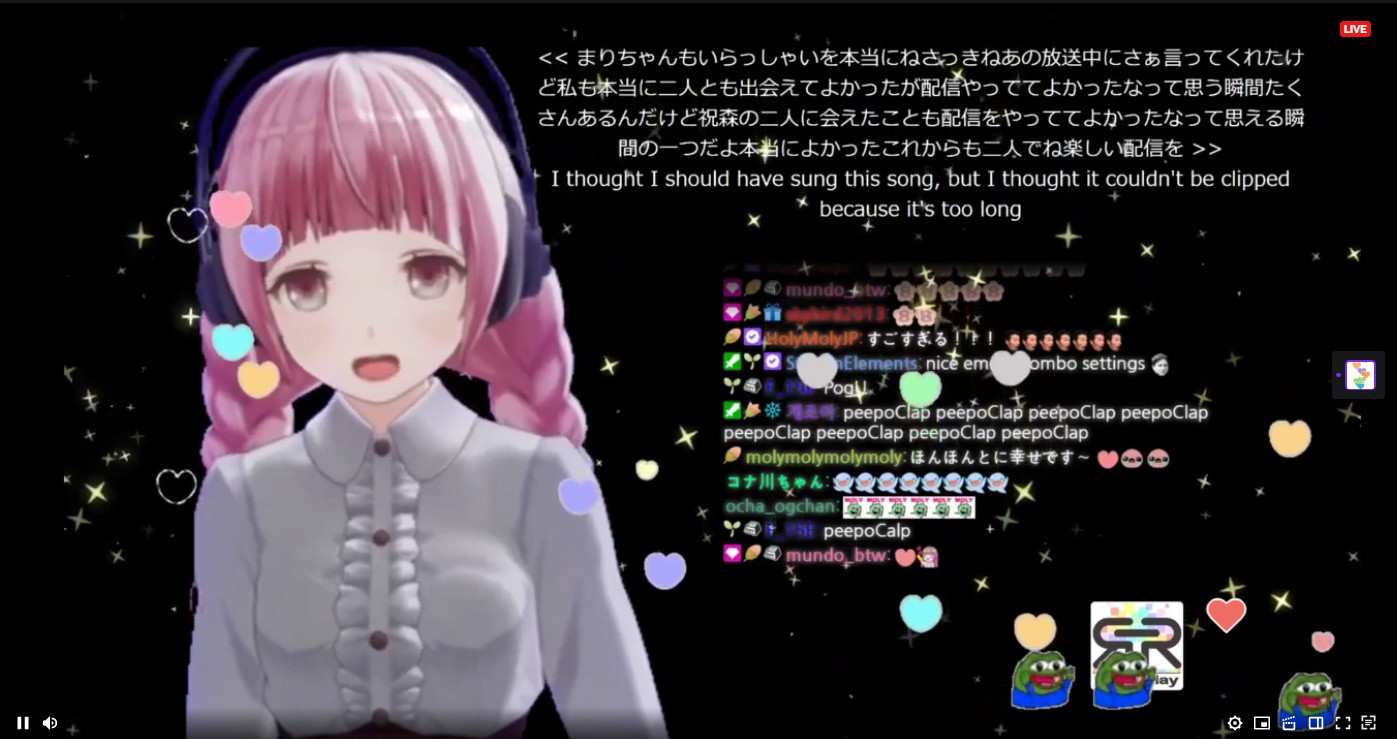 LIVE
<< まりちゃんもいらっしゃいを本当にねさっきねあの放送中にさぁ言ってくれたけ
ど私も本当に二人とも出会えてよかったが配信やっててよかったなって思う瞬間たく
さんあるんだけど祝森の二人に会えたことも配信をやっててよかったなって思える瞬
間の一つだよ本当によかったこれからも二人でね楽しい配信を >>
I thought I should have sung this song, but I thought it couldn't be clipped
because it's too long
mundo_btw:
skybird2013:
HolyMolyJP: すごすぎる！！！
nice ombo settings
PogU
peepoClap peepoClap peepoClap peepoClap
peepoClap peepoClap peepoClap peepoClap
molymolymolymoly: ほんほんとに幸せです~
コナ川ちゃん:
ocha_ogchan:
peepoCalp
mundo_btw: